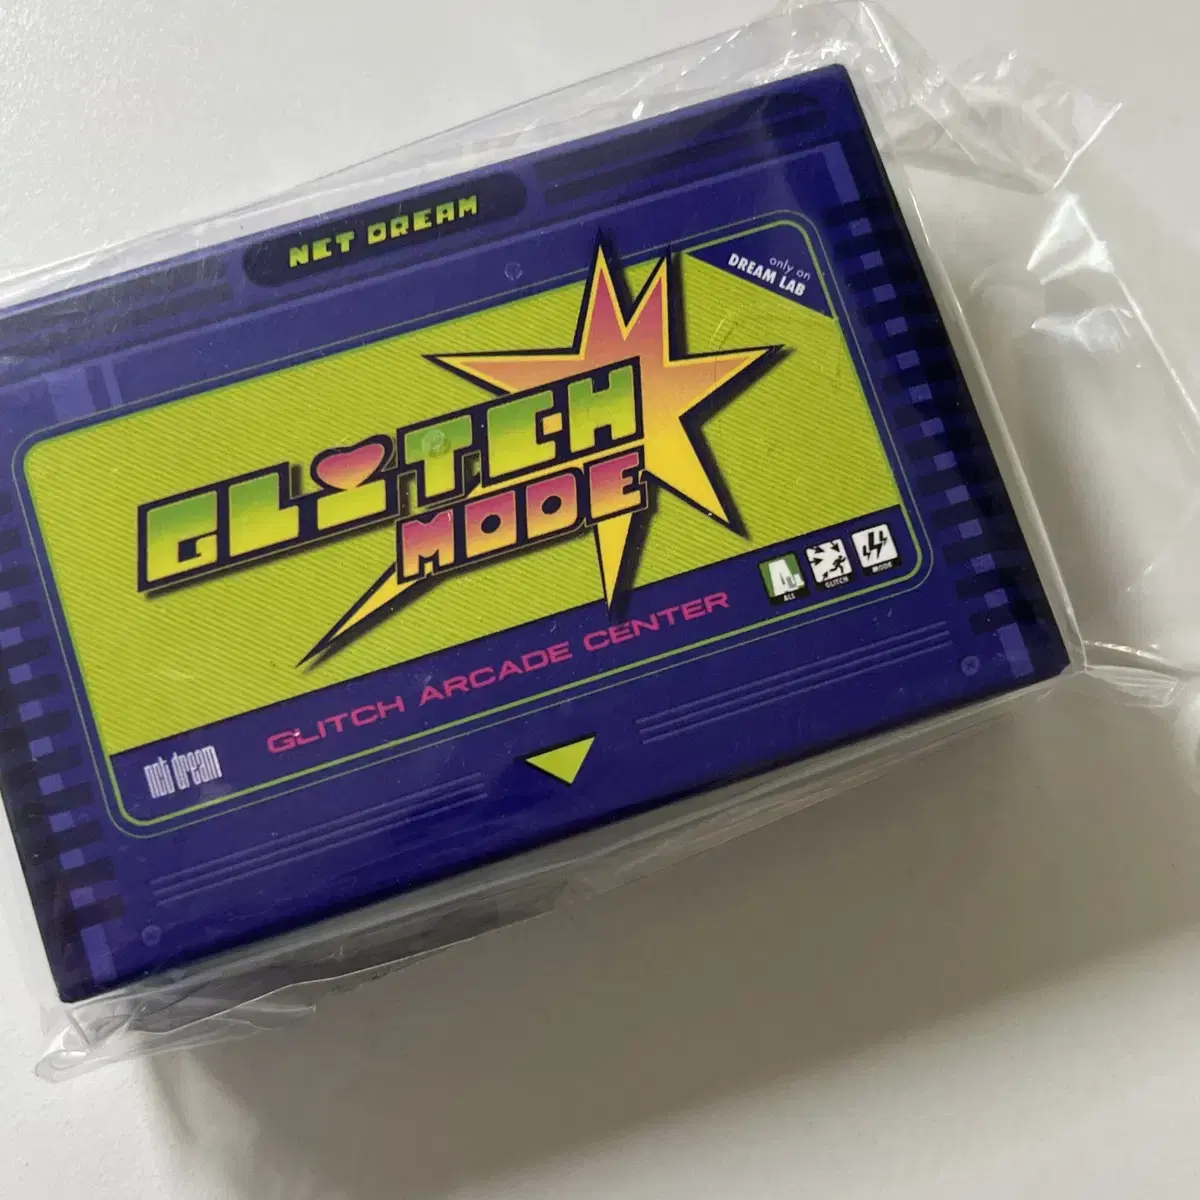 NCT DREAM
only on
DREAM LAB
GLITCH
MODE
ALL
GLITCH
MODE
GLITCH ARCADE CENTER
nct dream